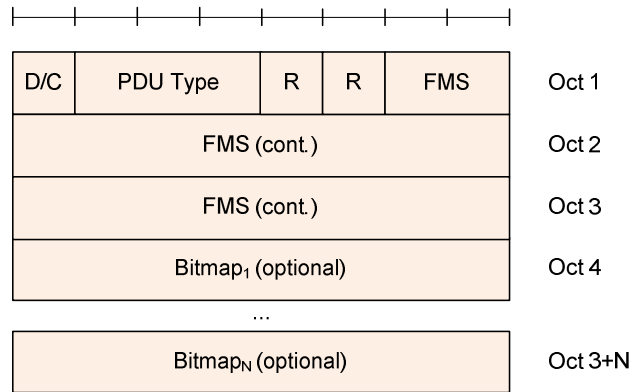 D/C PDU Type R R FMS Oct 1
FMS (cont.) Oct 2
FMS (cont.) Oct 3
Bitmap₁ (optional) Oct 4
...
Bitmapₙ (optional) Oct 3+N